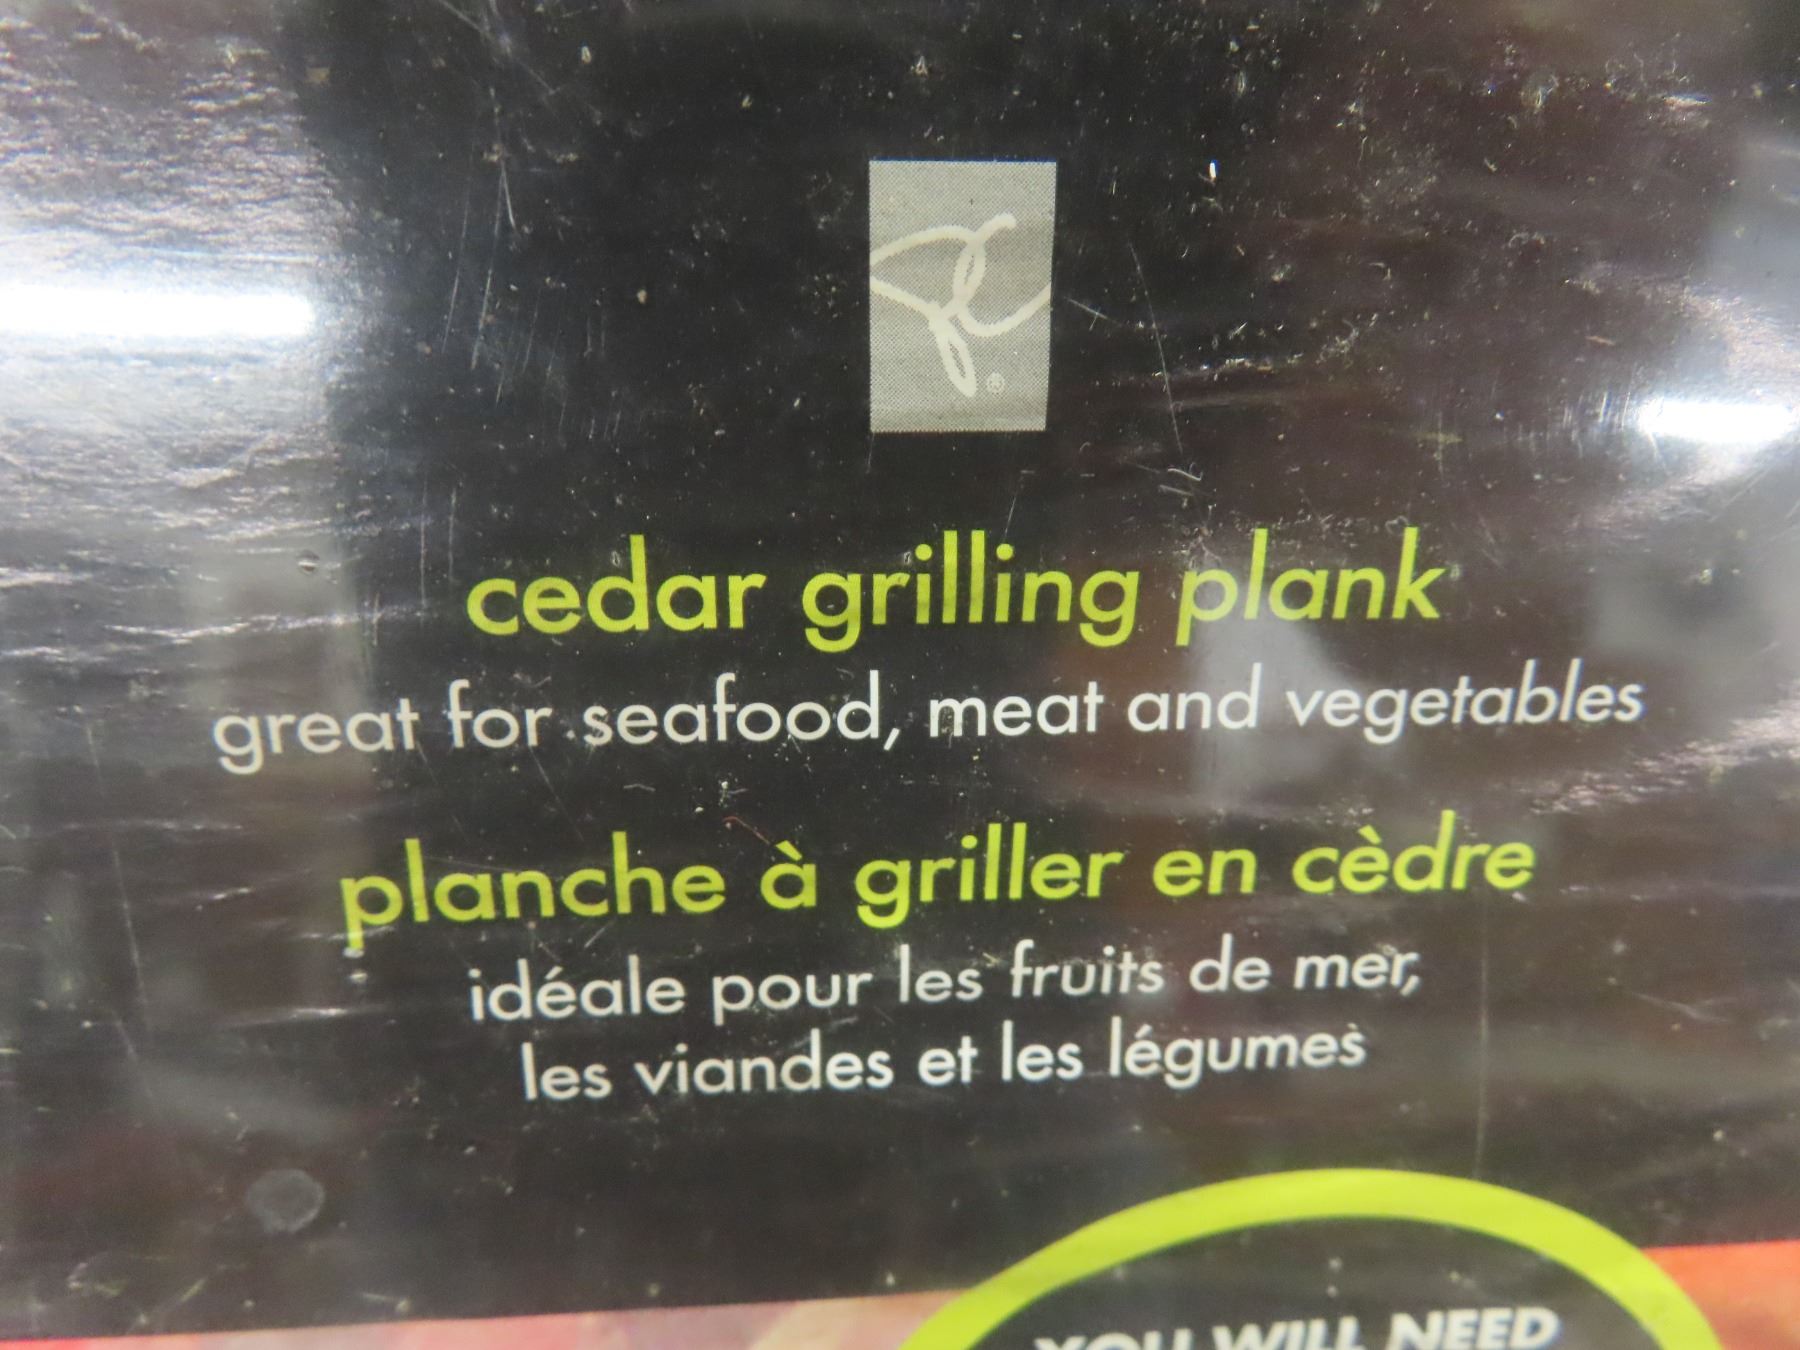 cedar grilling plank
great for seafood, meat and vegetables
planche à griller en cèdre
idéale pour les fruits de mer,
les viandes et les légumes
YOU WILL NEED